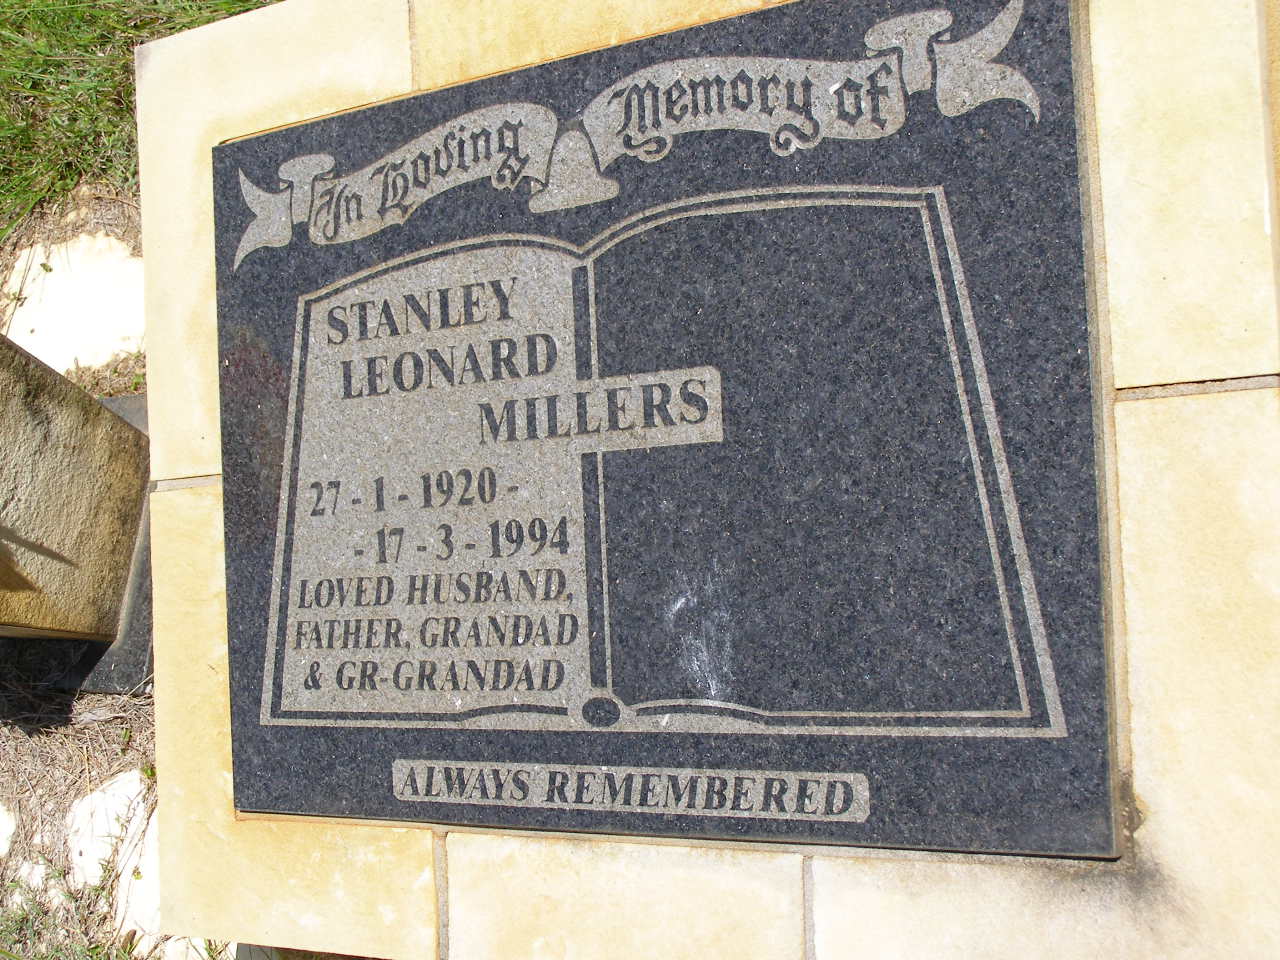 In Loving Memory of
STANLEY
LEONARD
MILLERS
27-1-1920-
-17-3-1994
LOVED HUSBAND,
FATHER, GRANDAD
& GR-GRANDAD
ALWAYS REMEMBERED